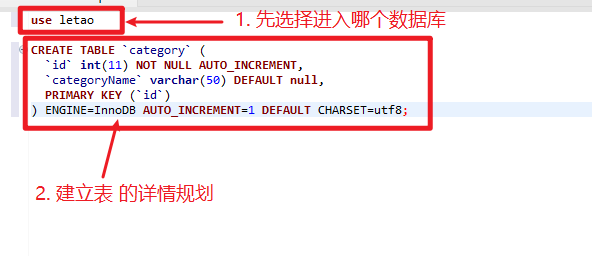 use letao
1. 先选择进入哪个数据库
CREATE TABLE `category` (
`id` int(11) NOT NULL AUTO_INCREMENT,
`categoryName` varchar(50) DEFAULT null,
PRIMARY KEY (`id`)
) ENGINE=InnoDB AUTO_INCREMENT=1 DEFAULT CHARSET=utf8;
2. 建立表 的详情规划